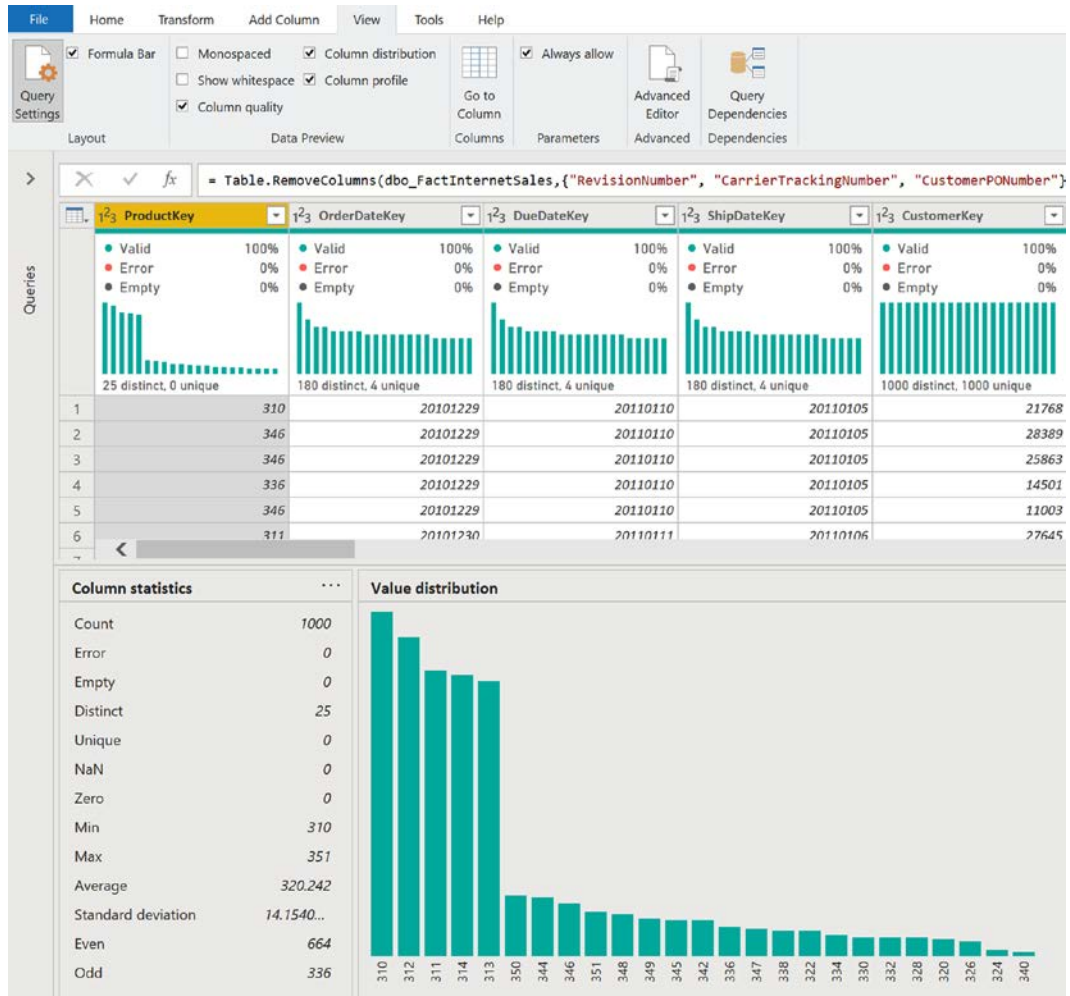 File Home Transform Add Column View Tools Help
Formula Bar Monospaced Column distribution Always allow
Show whitespace Column profile
Query Settings Column quality Go to Column Advanced Editor Query Dependencies
Layout Data Preview Columns Parameters Advanced Dependencies
fx = Table.RemoveColumns(dbo_FactInternetSales,{"RevisionNumber", "CarrierTrackingNumber", "CustomerPONumber"}
Queries
1²3 ProductKey 1²3 OrderDateKey 1²3 DueDateKey 1²3 ShipDateKey 1²3 CustomerKey
Valid 100% Valid 100% Valid 100% Valid 100% Valid 100%
Error 0% Error 0% Error 0% Error 0% Error 0%
Empty 0% Empty 0% Empty 0% Empty 0% Empty 0%
25 distinct, 0 unique 180 distinct, 4 unique 180 distinct, 4 unique 180 distinct, 4 unique 1000 distinct, 1000 unique
1 310 20101229 20110110 20110105 21768
2 346 20101229 20110110 20110105 28389
3 346 20101229 20110110 20110105 25863
4 336 20101229 20110110 20110105 14501
5 346 20101229 20110110 20110105 11003
6 311 20101230 20110111 20110106 27645
Column statistics ... Value distribution
Count 1000
Error 0
Empty 0
Distinct 25
Unique 0
NaN 0
Zero 0
Min 310
Max 351
Average 320.242
Standard deviation 14.1540...
Even 664
Odd 336
310 312 311 314 313 350 344 346 351 348 349 345 342 336 347 338 322 334 330 332 328 320 326 324 340